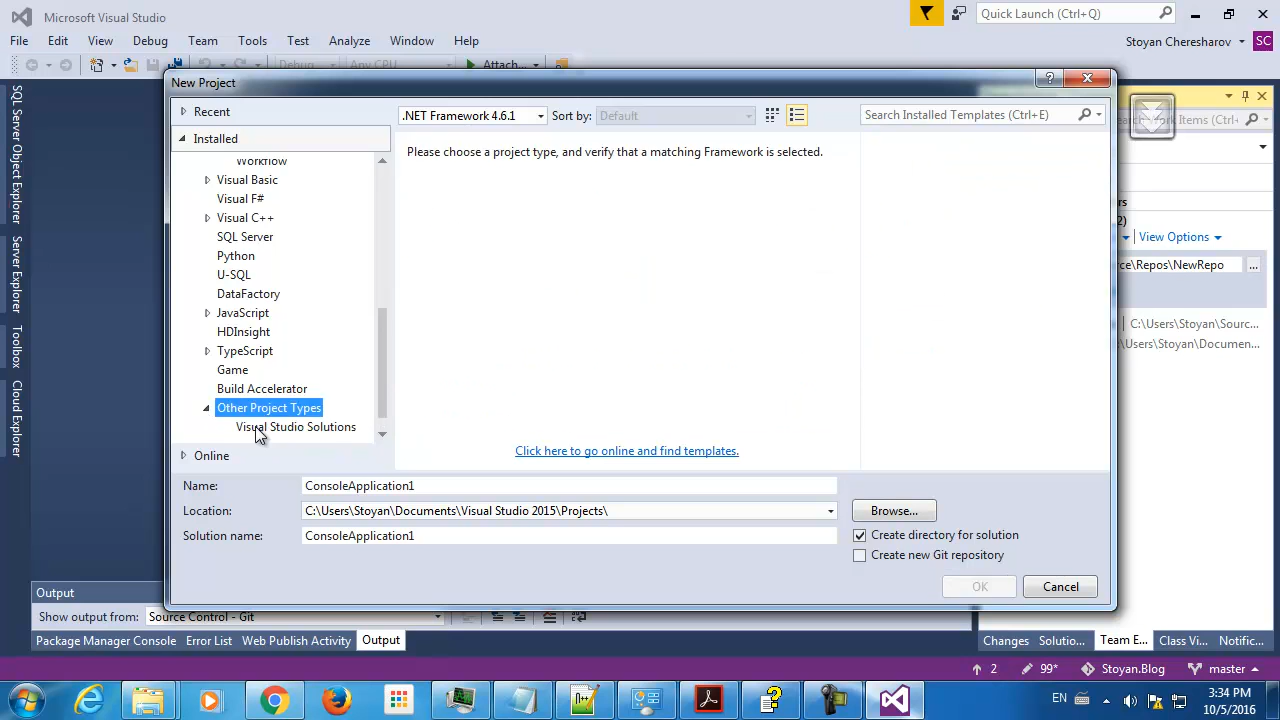 Microsoft Visual Studio
Quick Launch (Ctrl+Q)
File Edit View Debug Team Tools Test Analyze Window Help
Stoyan Cheresharov SC
Debug Any CPU Attach...
New Project
Recent
Installed
.NET Framework 4.6.1 Sort by: Default
Search Installed Templates (Ctrl+E)
Please choose a project type, and verify that a matching Framework is selected.
Workflow
Visual Basic
Visual F#
Visual C++
SQL Server
Python
U-SQL
DataFactory
JavaScript
HDInsight
TypeScript
Game
Build Accelerator
Other Project Types
Visual Studio Solutions
Online
Click here to go online and find templates.
Name: ConsoleApplication1
Location: C:\Users\Stoyan\Documents\Visual Studio 2015\Projects\
Browse...
Solution name: ConsoleApplication1
Create directory for solution
Create new Git repository
OK Cancel
SQL Server Object Explorer
Server Explorer
Toolbox
Cloud Explorer
View Options
\Repos\NewRepo ...
C:\Users\Stoyan\Sourc...
\Users\Stoyan\Documen...
Output
Show output from: Source Control - Git
Package Manager Console Error List Web Publish Activity Output
Changes Solutio... Team E... Class Vi... Notific...
2 99* Stoyan.Blog master
EN
3:34 PM
10/5/2016